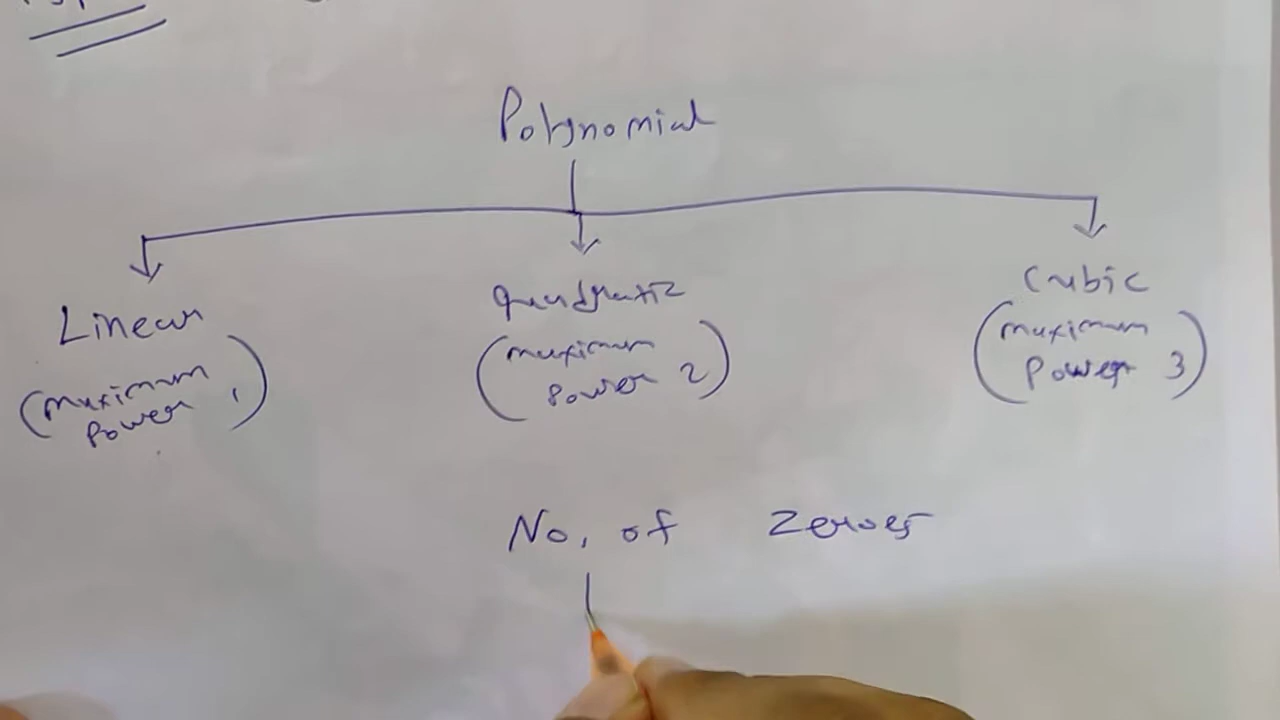 Polynomial
Linear
Quadratic
Cubic
(maximum
power 1)
(maximum
power 2)
(maximum
power 3)
No. of zeroes